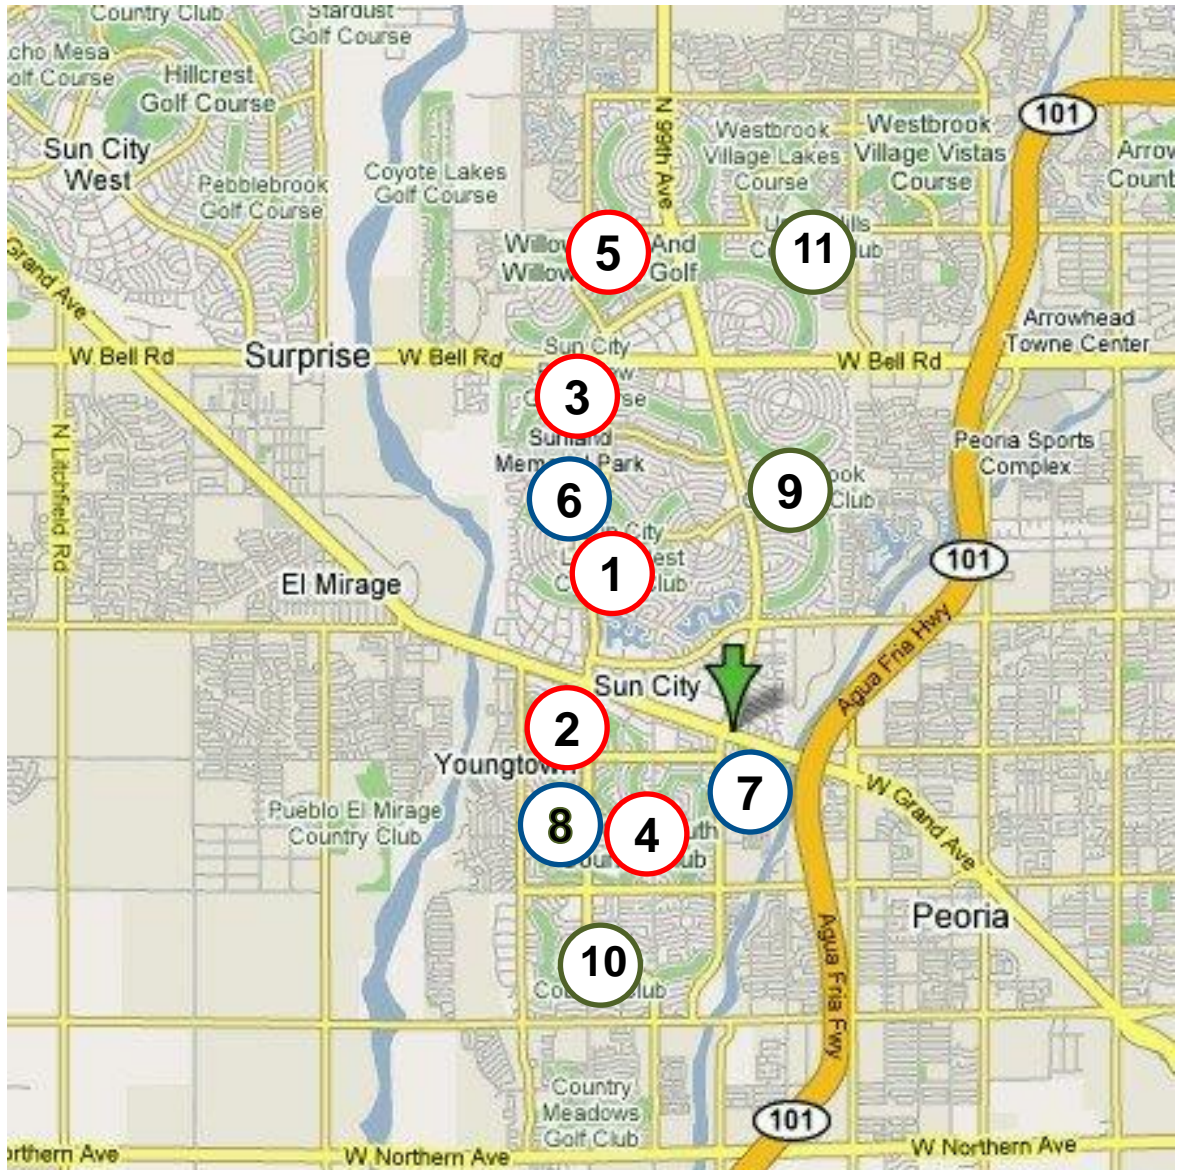 Country Club
Stardust
Golf Course
cho Mesa
olf Course
Hillcrest
Golf Course
Sun City
West
Pebblebrook
Golf Course
Coyote Lakes
Golf Course
N 99th Ave
Westbrook
Village Lakes
Course
Westbrook
Village Vistas
Course
101
Arrow
Count
Grand Ave
5
And
Golf
11
Club
W Bell Rd
Surprise
W Bell Rd
Sun City
W Bell Rd
Arrowhead
Towne Center
3
Sunland
Park
N Litchfield Rd
6
City
9
Club
Peoria Sports
Complex
1
El Mirage
101
Agua Fria Hwy
Sun City
2
Youngtown
7
W Grand Ave
Pueblo El Mirage
Country Club
8
4
Peoria
Agua Fria Fwy
10
Club
Country
Meadows
Golf Club
101
orthern Ave
W Northern Ave
W Northern Ave